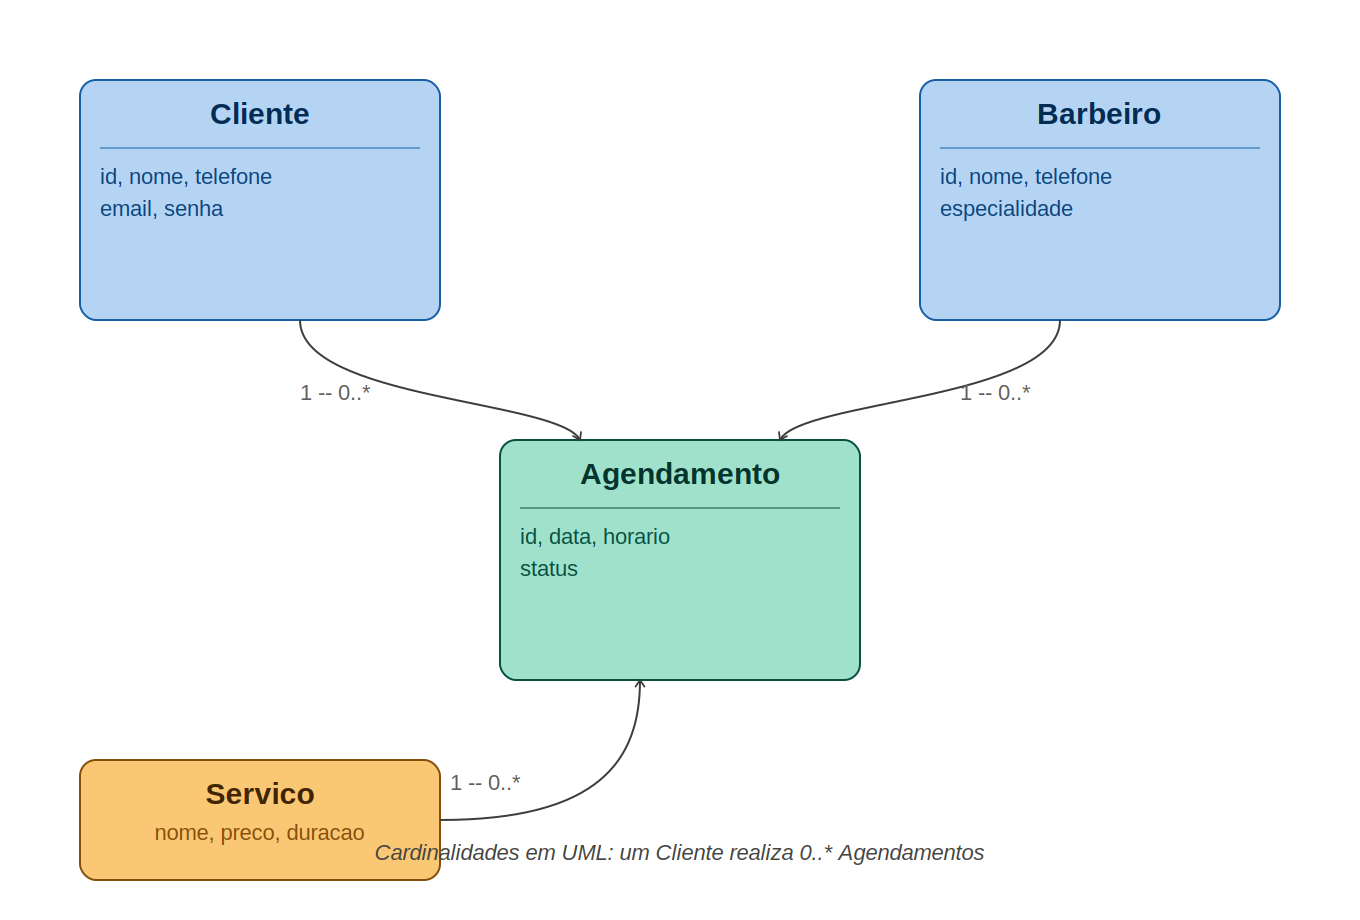 Cliente
id, nome, telefone
email, senha
Barbeiro
id, nome, telefone
especialidade
1 -- 0..*
1 -- 0..*
Agendamento
id, data, horario
status
1 -- 0..*
Servico
nome, preco, duracao
Cardinalidades em UML: um Cliente realiza 0..* Agendamentos